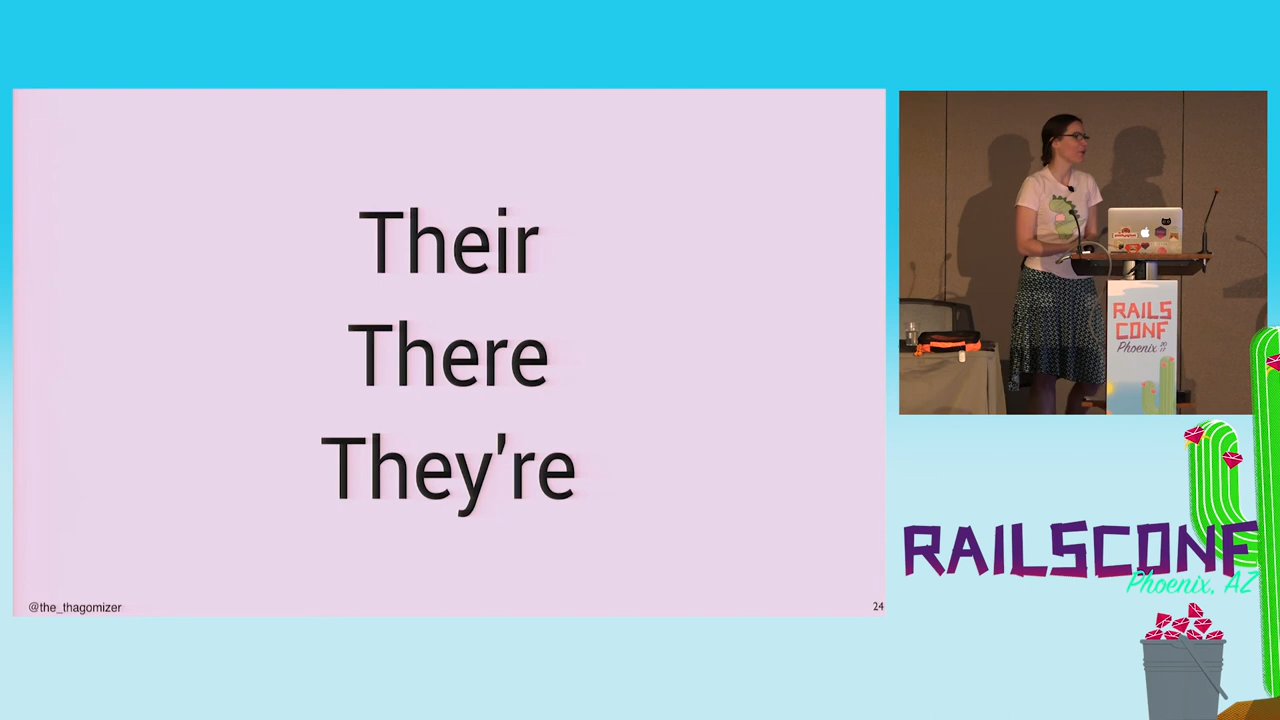 Their
There
They're
@the_thagomizer
24
RAILS
CONF
Phoenix
RAILSCONF
Phoenix, AZ